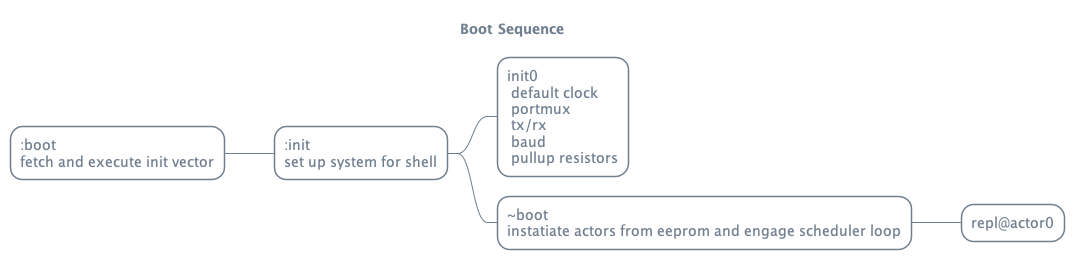 Boot Sequence
:boot
fetch and execute init vector
:init
set up system for shell
init0
default clock
portmux
tx/rx
baud
pullup resistors
~boot
instatiate actors from eeprom and engage scheduler loop
repl@actor0